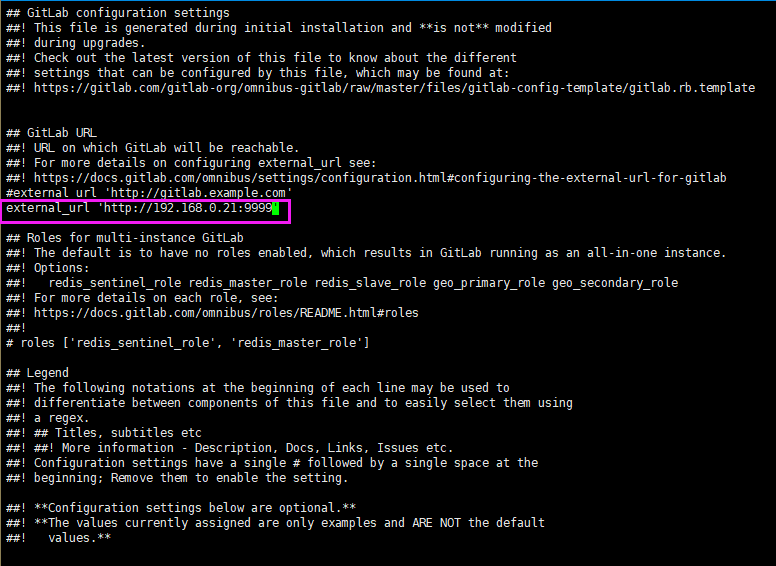 ## GitLab configuration settings
##! This file is generated during initial installation and **is not** modified
##! during upgrades.
##! Check out the latest version of this file to know about the different
##! settings that can be configured by this file, which may be found at:
##! https://gitlab.com/gitlab-org/omnibus-gitlab/raw/master/files/gitlab-config-template/gitlab.rb.template
## GitLab URL
##! URL on which GitLab will be reachable.
##! For more details on configuring external_url see:
##! https://docs.gitlab.com/omnibus/settings/configuration.html#configuring-the-external-url-for-gitlab
#external_url 'http://gitlab.example.com'
external_url 'http://192.168.0.21:9999'
## Roles for multi-instance GitLab
##! The default is to have no roles enabled, which results in GitLab running as an all-in-one instance.
##! Options:
##!   redis_sentinel_role redis_master_role redis_slave_role geo_primary_role geo_secondary_role
##! For more details on each role, see:
##! https://docs.gitlab.com/omnibus/roles/README.html#roles
##!
# roles ['redis_sentinel_role', 'redis_master_role']
## Legend
##! The following notations at the beginning of each line may be used to
##! differentiate between components of this file and to easily select them using
##! a regex.
##! ## Titles, subtitles etc
##! ##! More information - Description, Docs, Links, Issues etc.
##! Configuration settings have a single # followed by a single space at the
##! beginning; Remove them to enable the setting.
##! **Configuration settings below are optional.**
##! **The values currently assigned are only examples and ARE NOT the default
##!   values.**